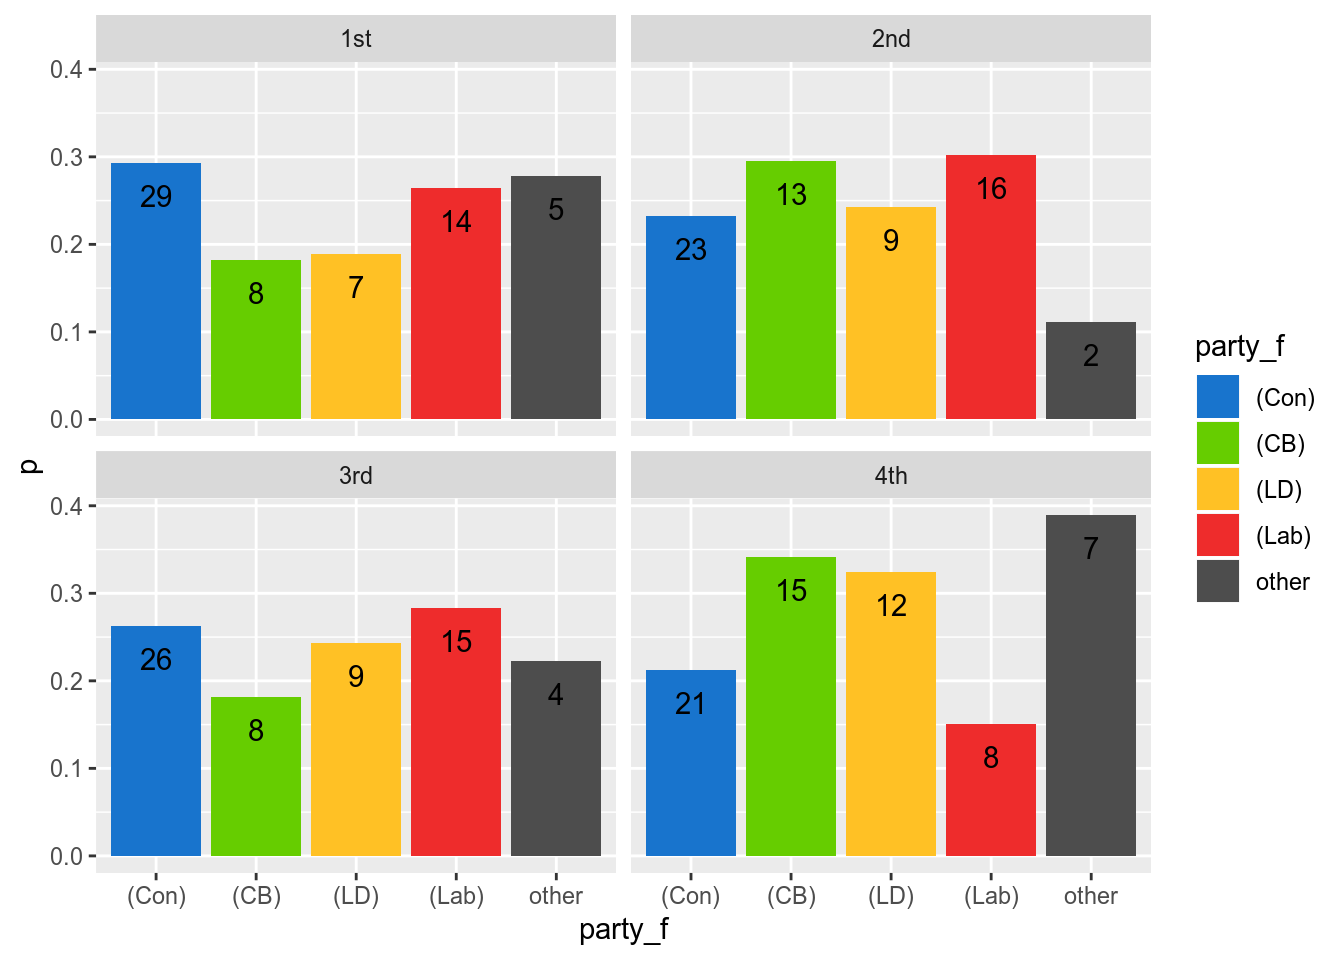 1st
2nd
0.4
0.3
0.2
0.1
0.0
29
8
7
14
5
23
13
9
16
2
p
3rd
4th
0.4
0.3
0.2
0.1
0.0
26
8
9
15
4
21
15
12
8
7
(Con)
(CB)
(LD)
(Lab)
other
(Con)
(CB)
(LD)
(Lab)
other
party_f
party_f
(Con)
(CB)
(LD)
(Lab)
other